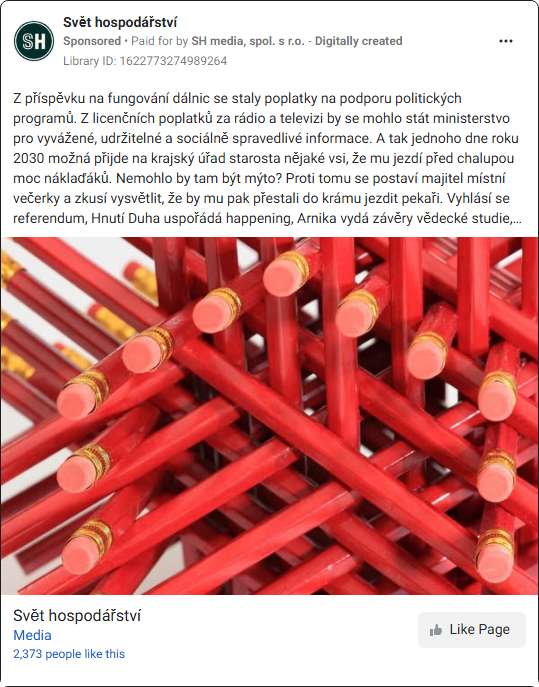 SH
Svět hospodářství
Sponsored • Paid for by SH media, spol. s r.o. - Digitally created
Library ID: 1622773274989264
Z příspěvku na fungování dálnic se staly poplatky na podporu politických
programů. Z licenčních poplatků za rádio a televizi by se mohlo stát ministerstvo
pro vyvážené, udržitelné a sociálně spravedlivé informace. A tak jednoho dne roku
2030 možná přijde na krajský úřad starosta nějaké vsi, že mu jezdí před chalupou
moc náklaďáků. Nemohlo by tam být mýto? Proti tomu se postaví majitel místní
večerky a zkusí vysvětlit, že by mu pak přestali do krámu jezdit pekaři. Vyhlásí se
referendum, Hnutí Duha uspořádá happening, Arnika vydá závěry vědecké studie,...
Svět hospodářství
Media
2,373 people like this
Like Page